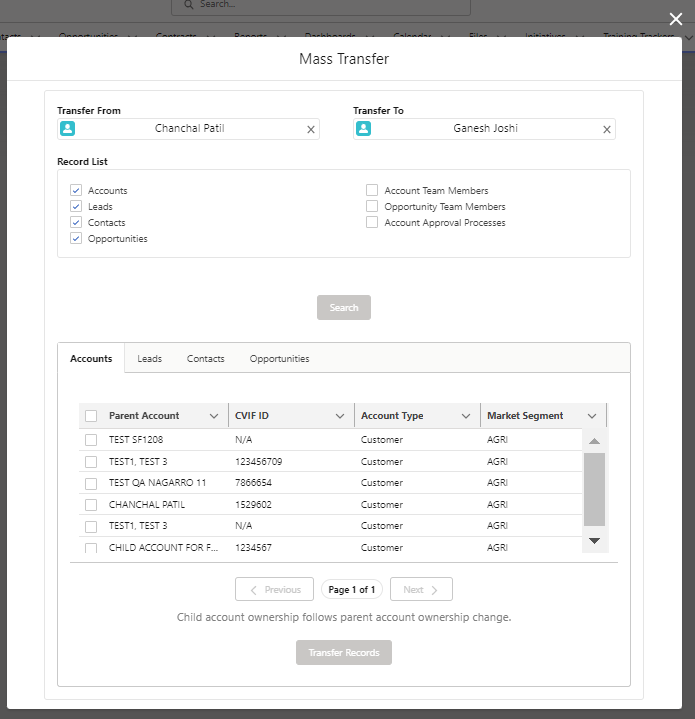 Search...
Opportunities
Contracts
Reports
Dashboards
Calendar
Files
Initiatives
Training Trackers
Mass Transfer
Transfer From
Transfer To
Chanchal Patil
Ganesh Joshi
Record List
Accounts
Account Team Members
Leads
Opportunity Team Members
Contacts
Account Approval Processes
Opportunities
Search
Accounts Leads Contacts Opportunities
Parent Account CVIF ID Account Type Market Segment
TEST SF1208 N/A Customer AGRI
TEST1, TEST 3 123456709 Customer AGRI
TEST QA NAGARRO 11 7866654 Customer AGRI
CHANCHAL PATIL 1529602 Customer AGRI
TEST1, TEST 3 N/A Customer AGRI
CHILD ACCOUNT FOR F... 1234567 Customer AGRI
Previous Page 1 of 1 Next
Child account ownership follows parent account ownership change.
Transfer Records